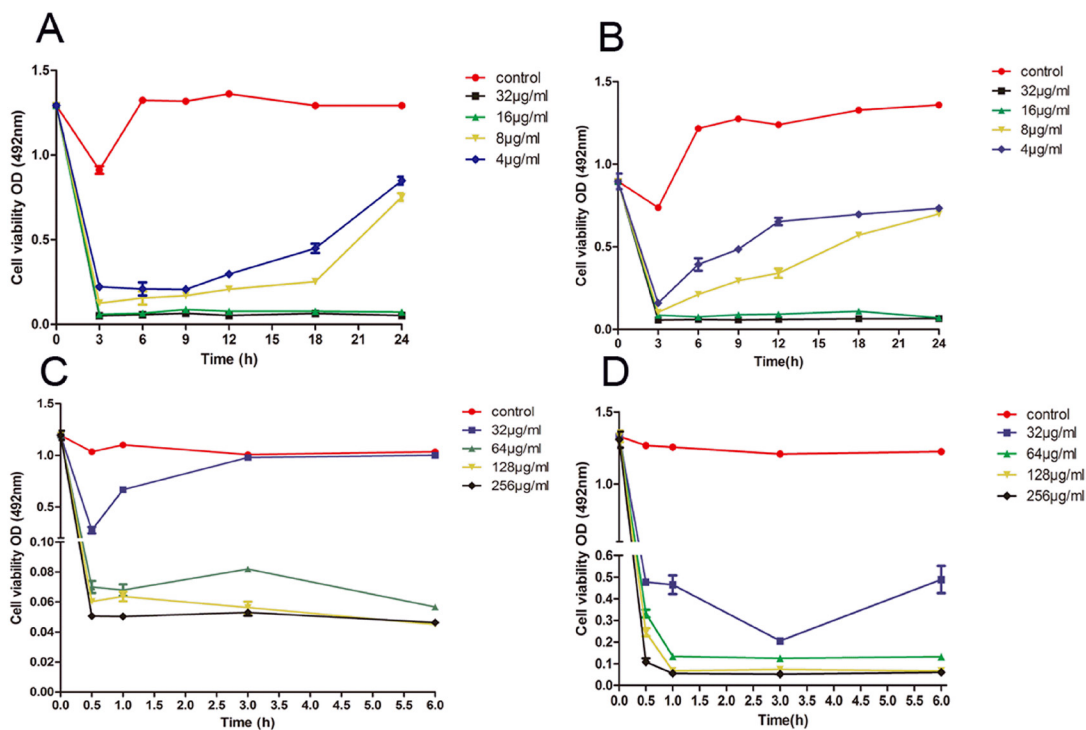 A
Cell viability OD (492nm)
1.5
1.0
0.5
0.0
0 3 6 9 12 15 18 21 24
Time (h)
control
32µg/ml
16µg/ml
8µg/ml
4µg/ml
B
Cell viability OD (492nm)
1.5
1.0
0.5
0.0
0 3 6 9 12 15 18 21 24
Time(h)
control
32µg/ml
16µg/ml
8µg/ml
4µg/ml
C
Cell viability OD (492nm)
1.5
1.0
0.5
0.10
0.08
0.06
0.04
0.02
0.00
0.0 0.5 1.0 1.5 2.0 2.5 3.0 3.5 4.0 4.5 5.0 5.5 6.0
Time (h)
control
32µg/ml
64µg/ml
128µg/ml
256µg/ml
D
Cell viability OD (492nm)
1.5
1.0
0.6
0.5
0.4
0.3
0.2
0.1
0.0
0.0 0.5 1.0 1.5 2.0 2.5 3.0 3.5 4.0 4.5 5.0 5.5 6.0
Time(h)
control
32µg/ml
64µg/ml
128µg/ml
256µg/ml